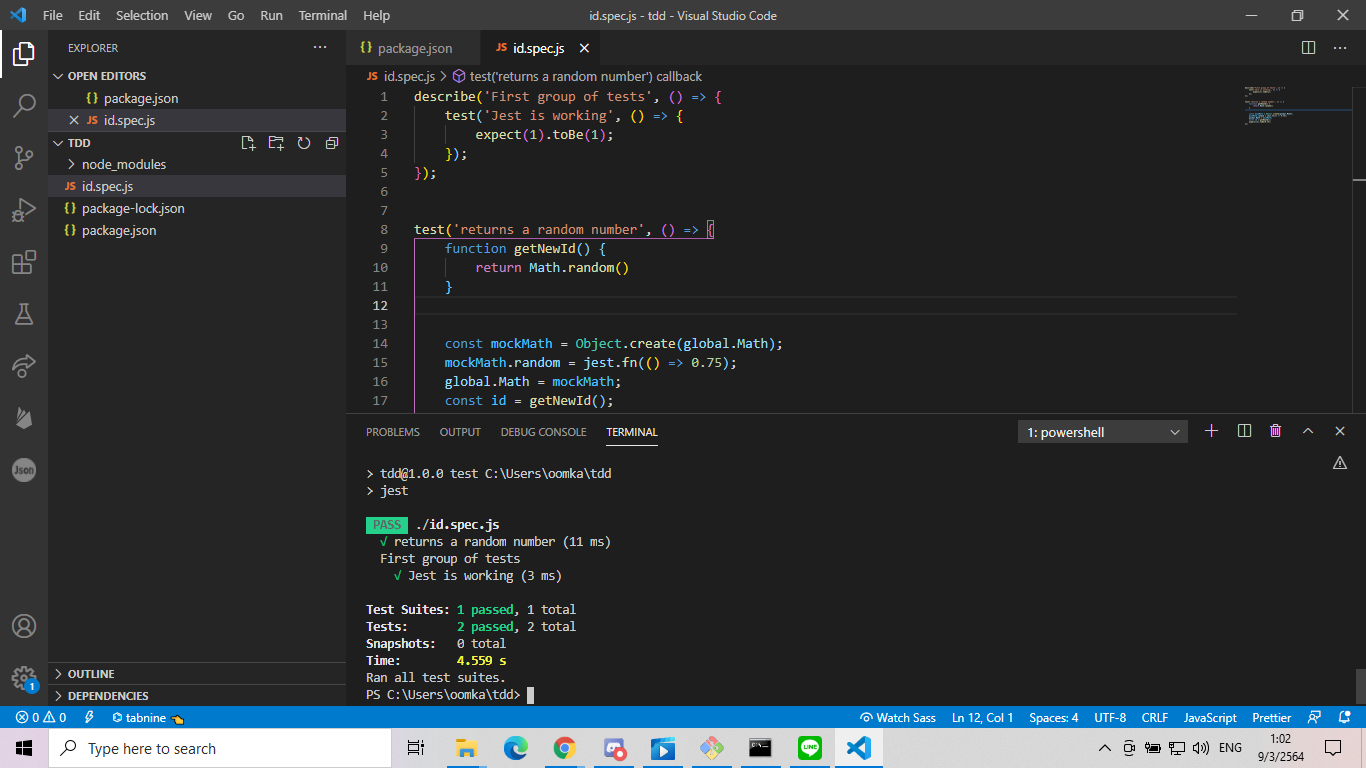 File Edit Selection View Go Run Terminal Help
id.spec.js - tdd - Visual Studio Code
EXPLORER
OPEN EDITORS
{} package.json
JS id.spec.js
TDD
node_modules
JS id.spec.js
{} package-lock.json
{} package.json
OUTLINE
DEPENDENCIES
Json
1
{} package.json
JS id.spec.js
JS id.spec.js > test('returns a random number') callback
1 describe('First group of tests', () => {
2 test('Jest is working', () => {
3 expect(1).toBe(1);
4 });
5 });
6
7
8 test('returns a random number', () => {
9 function getNewId() {
10 return Math.random()
11 }
12
13
14 const mockMath = Object.create(global.Math);
15 mockMath.random = jest.fn(() => 0.75);
16 global.Math = mockMath;
17 const id = getNewId();
PROBLEMS OUTPUT DEBUG CONSOLE TERMINAL
1: powershell
> tdd@1.0.0 test C:\Users\oomka\tdd
> jest
PASS ./id.spec.js
√ returns a random number (11 ms)
First group of tests
√ Jest is working (3 ms)
Test Suites: 1 passed, 1 total
Tests: 2 passed, 2 total
Snapshots: 0 total
Time: 4.559 s
Ran all test suites.
PS C:\Users\oomka\tdd>
0 0 tabnine
Watch Sass Ln 12, Col 1 Spaces: 4 UTF-8 CRLF JavaScript Prettier
Type here to search
LINE
ENG
1:02
9/3/2564